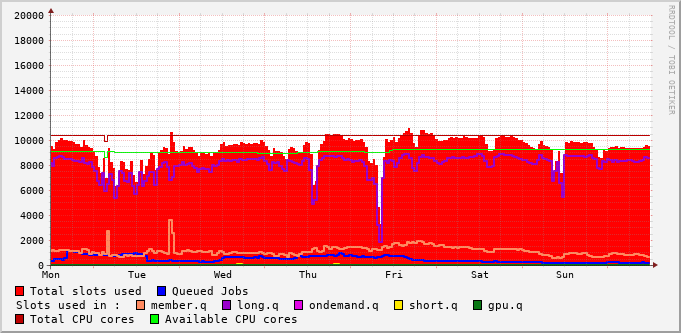 RRDTOOL / TOBI OETIKER
20000
18000
16000
14000
12000
10000
8000
6000
4000
2000
0
Mon Tue Wed Thu Fri Sat Sun
Total slots used Queued Jobs
Slots used in : member.q long.q ondemand.q short.q gpu.q
Total CPU cores Available CPU cores